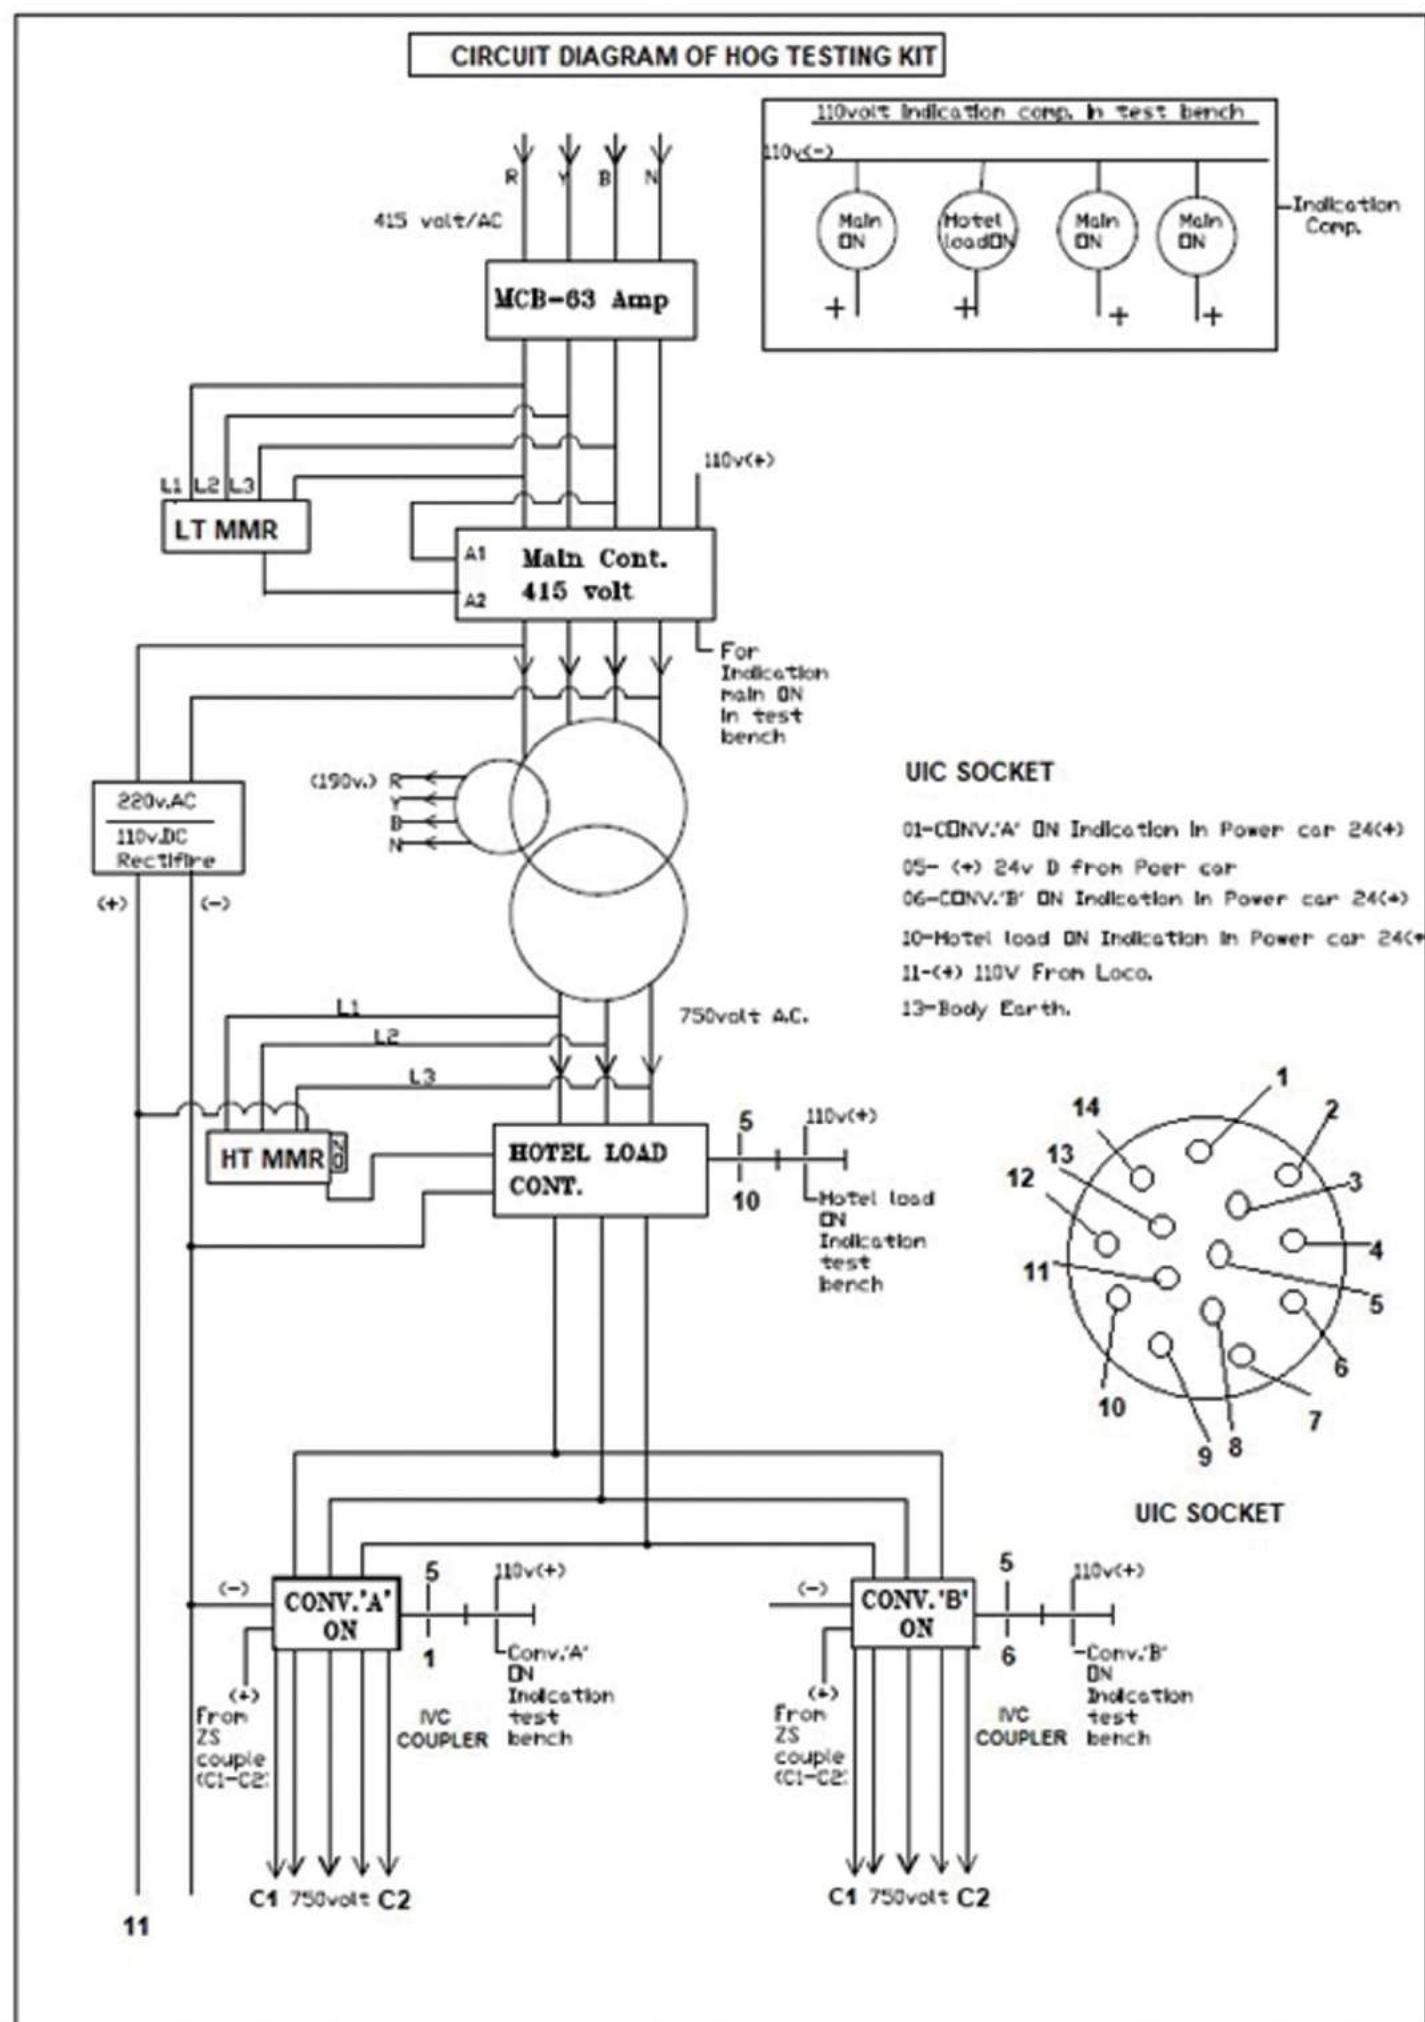 CIRCUIT DIAGRAM OF HOG TESTING KIT
110volt Indication comp. In test bench
110v(-)
Main
ON
Hotel
loadON
Main
ON
Main
ON
+
+
+
+
Indication
Comp.
R
Y
B
N
415 volt/AC
MCB-63 Amp
110v(+)
L1
L2
L3
LT MMR
A1
Main Cont.
415 volt
A2
For
Indication
main ON
In test
bench
220v.AC
110v.DC
Rectifire
(+)
(-)
(190v.)
R
Y
B
N
UIC SOCKET
01-CONV.'A' ON Indication In Power car 24(+)
05- (+) 24v D from Poer car
06-CONV.'B' ON Indication In Power car 24(+)
10-Hotel load ON Indication In Power car 24(+
11-(+) 110V From Loco.
13-Body Earth.
L1
L2
L3
750volt A.C.
HT MMR
NO
HOTEL LOAD
CONT.
5
10
110v(+)
Hotel load
ON
Indication
test
bench
1
2
3
4
5
6
7
8
9
10
11
12
13
14
UIC SOCKET
(-)
CONV.'A'
ON
5
1
110v(+)
Conv.'A'
ON
Indication
test
bench
(+)
From
ZS
couple
(C1-C2)
IVC
COUPLER
C1 750volt C2
(-)
CONV.'B'
ON
5
6
110v(+)
Conv.'B'
ON
Indication
test
bench
(+)
From
ZS
couple
(C1-C2)
IVC
COUPLER
C1 750volt C2
11